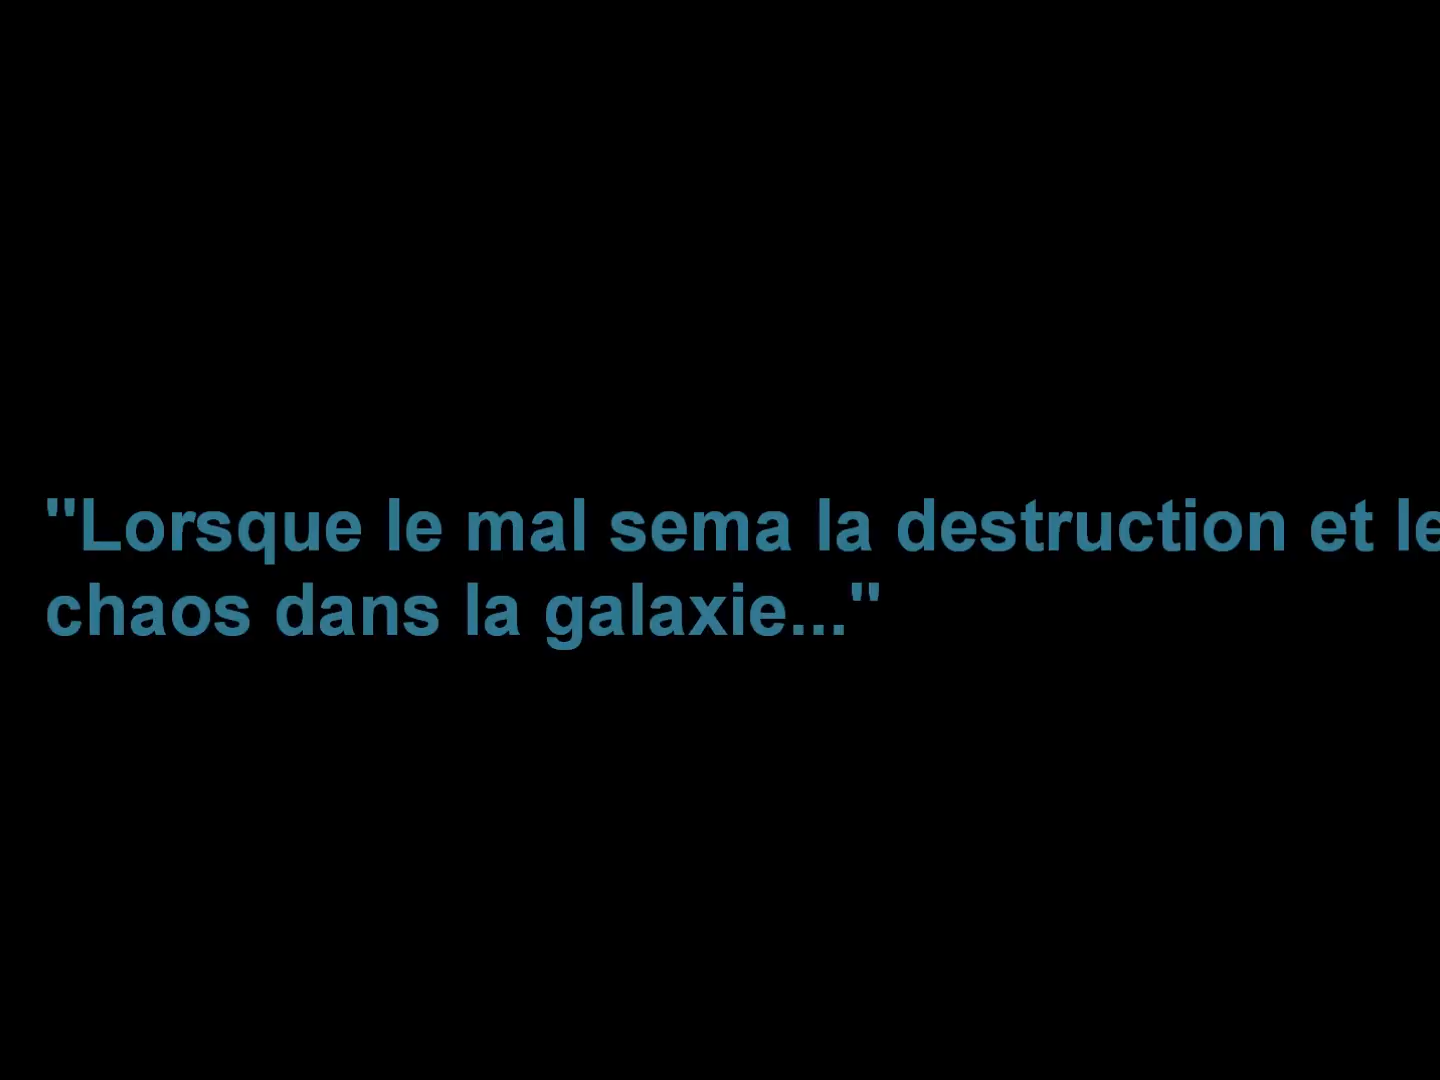 "Lorsque le mal sema la destruction et le
chaos dans la galaxie..."